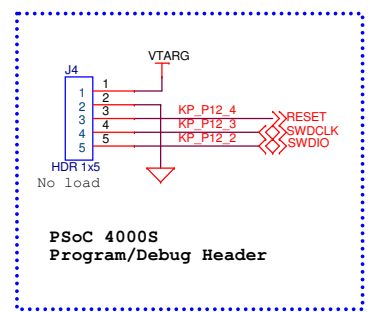 VTARG
J4
1 1
2 2
3 3 KP_P12_4 RESET
4 4 KP_P12_3 SWDCLK
5 5 KP_P12_2 SWDIO
HDR 1x5
No load
PSoC 4000S
Program/Debug Header